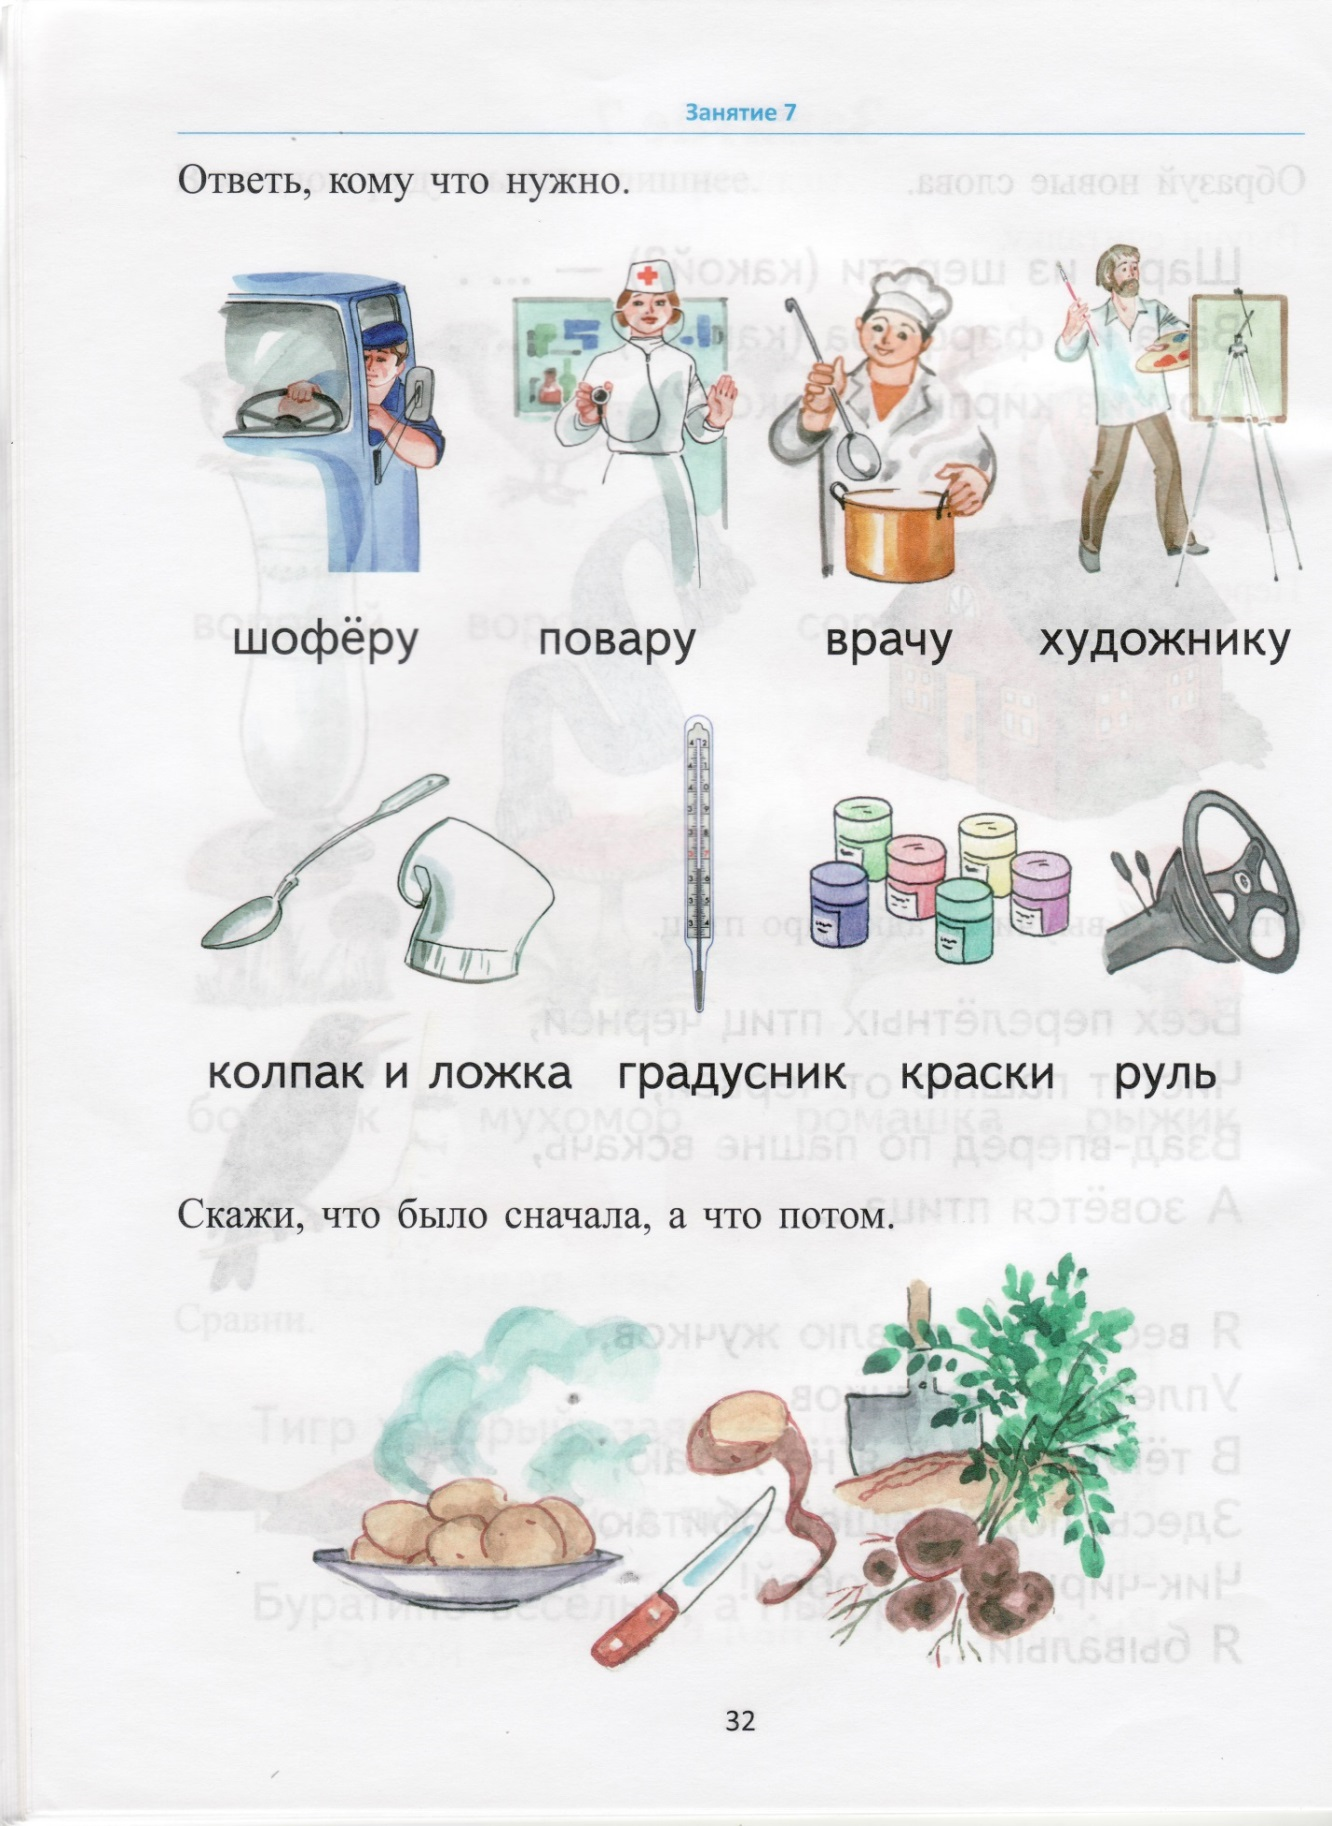 Занятие 7
Ответь, кому что нужно.
шофёру повару врачу художнику
колпак и ложка градусник краски руль
Скажи, что было сначала, а что потом.
32